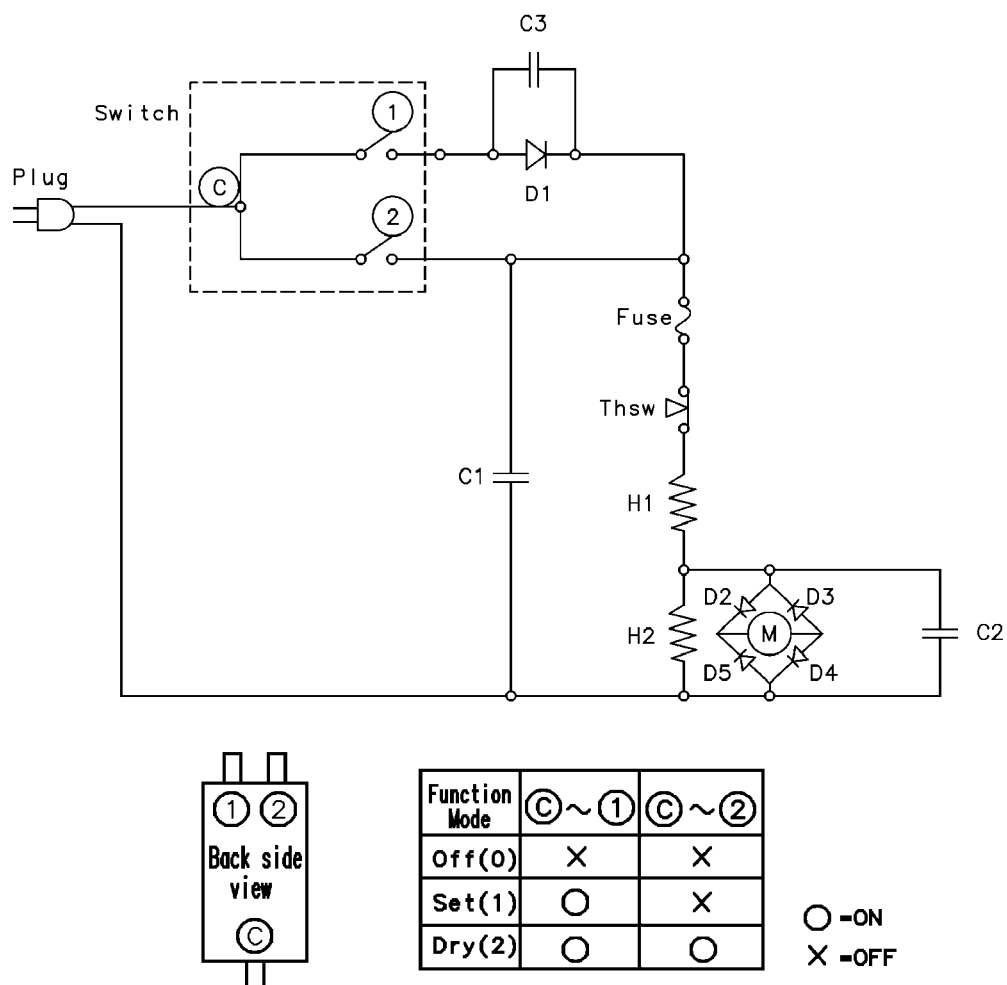 C3
Switch
1
Plug
C
D1
2
Fuse
Thsw
C1
H1
D2
D3
H2
M
C2
D5
D4
1 2
Back side
view
C
Function
Mode
C ~ 1
C ~ 2
Off(0) X X
Set(1) O X
Dry(2) O O
O =ON
X =OFF